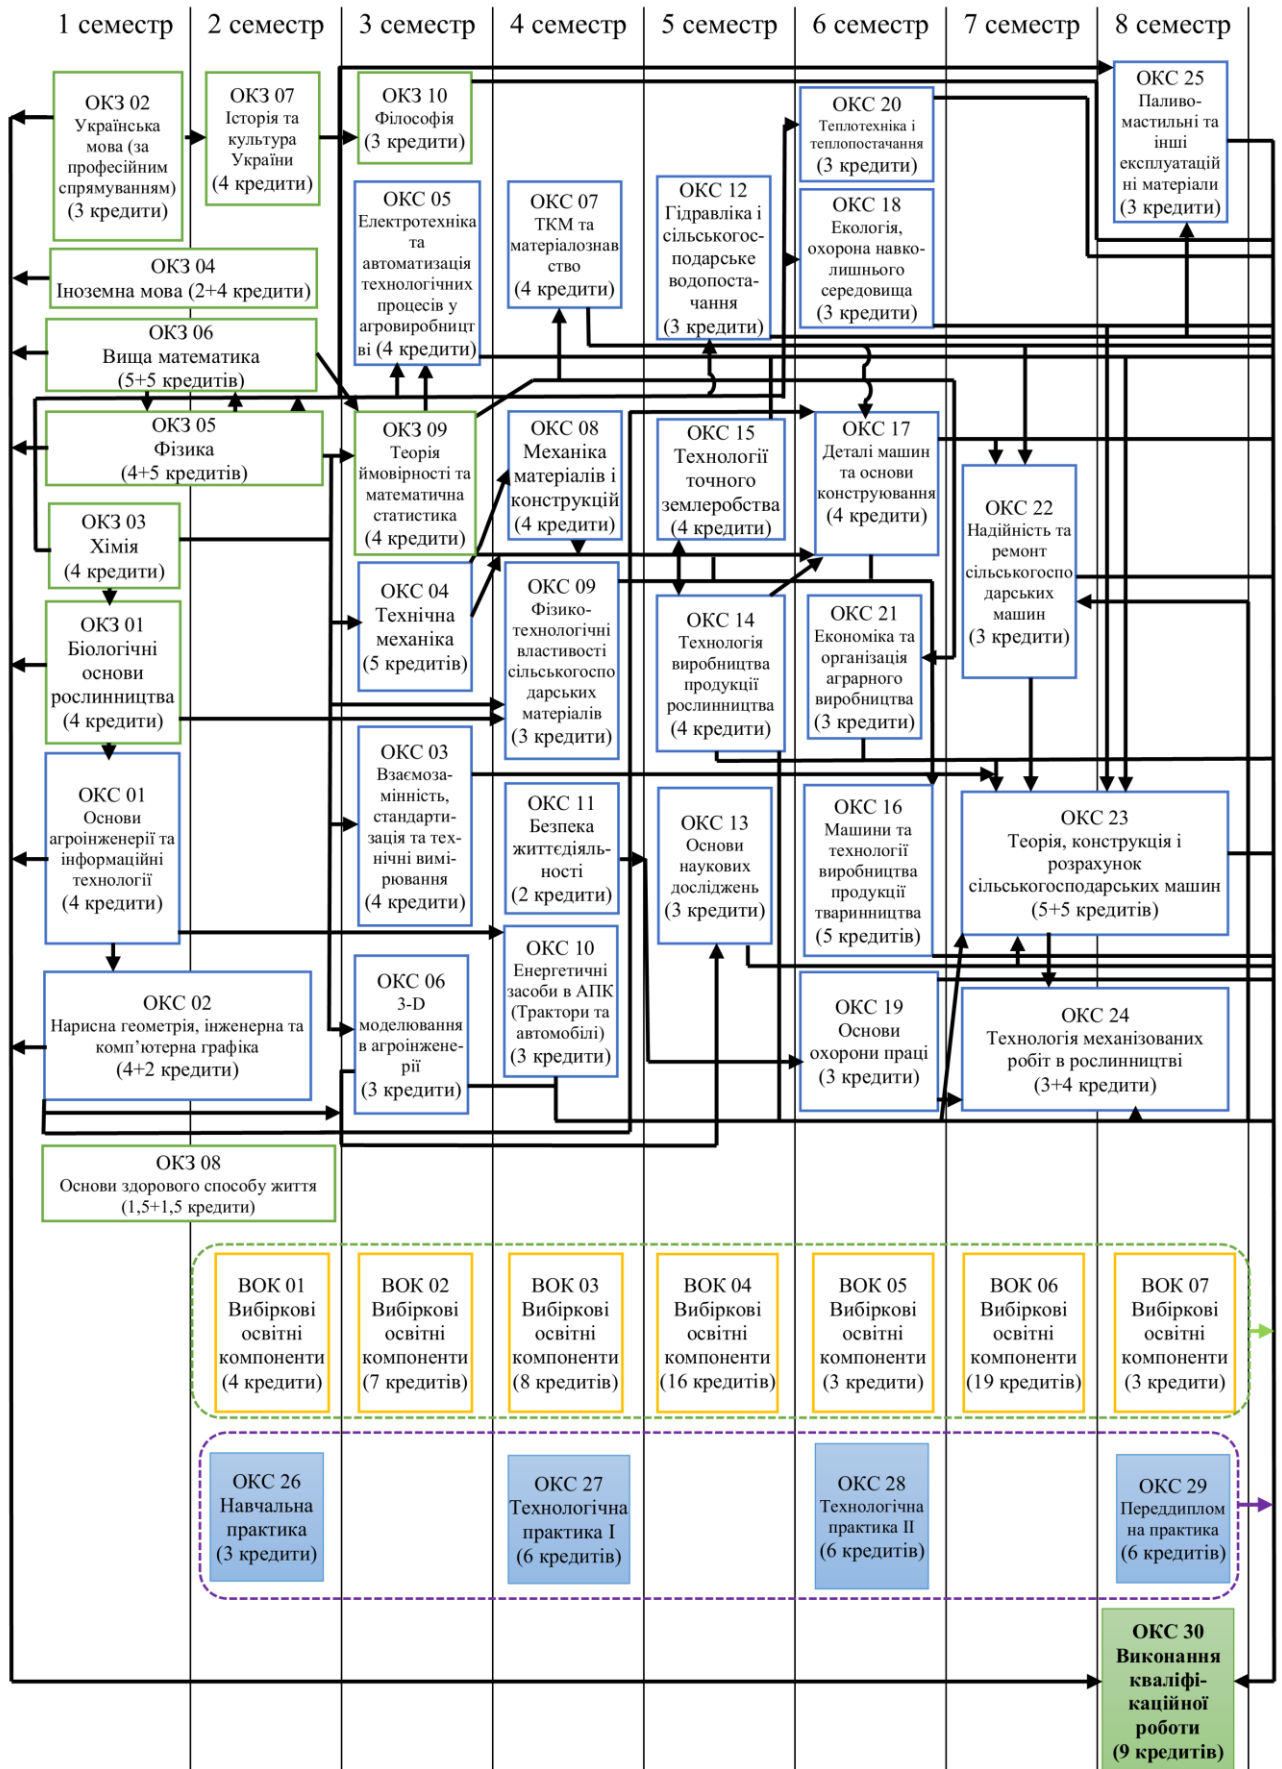 1 семестр
2 семестр
3 семестр
4 семестр
5 семестр
6 семестр
7 семестр
8 семестр
ОКЗ 02
Українська
мова (за
професійним
спрямуванням)
(3 кредити)
ОКЗ 07
Історія та
культура
України
(4 кредити)
ОКЗ 10
Філософія
(3 кредити)
ОКС 20
Теплотехніка і
теплопостачання
(3 кредити)
ОКС 25
Паливо-
мастильні та
інші
експлуатацій
ні матеріали
(3 кредити)
ОКЗ 04
Іноземна мова (2+4 кредити)
ОКС 05
Електротехніка
та
автоматизація
технологічних
процесів у
агровиробницт
ві (4 кредити)
ОКС 07
ТКМ та
матеріалознав
ство
(4 кредити)
ОКС 12
Гідравліка і
сільськогос-
подарське
водопоста-
чання
(3 кредити)
ОКС 18
Екологія,
охорона навко-
лишнього
середовища
(3 кредити)
ОКЗ 06
Вища математика
(5+5 кредитів)
ОКЗ 05
Фізика
(4+5 кредитів)
ОКЗ 09
Теорія
ймовірності та
математична
статистика
(4 кредити)
ОКС 08
Механіка
матеріалів і
конструкцій
(4 кредити)
ОКС 15
Технології
точного
землеробства
(4 кредити)
ОКС 17
Деталі машин
та основи
конструювання
(4 кредити)
ОКС 22
Надійність та
ремонт
сільськогоспо
дарських
машин
(3 кредити)
ОКЗ 03
Хімія
(4 кредити)
ОКЗ 01
Біологічні
основи
рослинництва
(4 кредити)
ОКС 04
Технічна
механіка
(5 кредитів)
ОКС 09
Фізико-
технологічні
властивості
сільськогоспо
дарських
матеріалів
(3 кредити)
ОКС 14
Технологія
виробництва
продукції
рослинництва
(4 кредити)
ОКС 21
Економіка та
організація
аграрного
виробництва
(3 кредити)
ОКС 01
Основи
агроінженерії та
інформаційні
технології
(4 кредити)
ОКС 03
Взаємоза-
мінність,
стандарти-
зація та тех-
нічні вимі-
рювання
(4 кредити)
ОКС 11
Безпека
життєдіяль-
ності
(2 кредити)
ОКС 13
Основи
наукових
досліджень
(3 кредити)
ОКС 16
Машини та
технології
виробництва
продукції
тваринництва
(5 кредитів)
ОКС 23
Теорія, конструкція і
розрахунок
сільськогосподарських машин
(5+5 кредитів)
ОКС 02
Нарисна геометрія, інженерна та
комп’ютерна графіка
(4+2 кредити)
ОКС 06
3-D
моделювання
в агроінжене-
рії
(3 кредити)
ОКС 10
Енергетичні
засоби в АПК
(Трактори та
автомобілі)
(3 кредити)
ОКС 19
Основи
охорони праці
(3 кредити)
ОКС 24
Технологія механізованих
робіт в рослинництві
(3+4 кредити)
ОКЗ 08
Основи здорового способу життя
(1,5+1,5 кредити)
ВОК 01
Вибіркові
освітні
компоненти
(4 кредити)
ВОК 02
Вибіркові
освітні
компоненти
(7 кредитів)
ВОК 03
Вибіркові
освітні
компоненти
(8 кредитів)
ВОК 04
Вибіркові
освітні
компоненти
(16 кредитів)
ВОК 05
Вибіркові
освітні
компоненти
(3 кредити)
ВОК 06
Вибіркові
освітні
компоненти
(19 кредитів)
ВОК 07
Вибіркові
освітні
компоненти
(3 кредити)
ОКС 26
Навчальна
практика
(3 кредити)
ОКС 27
Технологічна
практика І
(6 кредитів)
ОКС 28
Технологічна
практика ІІ
(6 кредитів)
ОКС 29
Переддиплом
на практика
(6 кредитів)
ОКС 30
Виконання
кваліфі-
каційної
роботи
(9 кредитів)